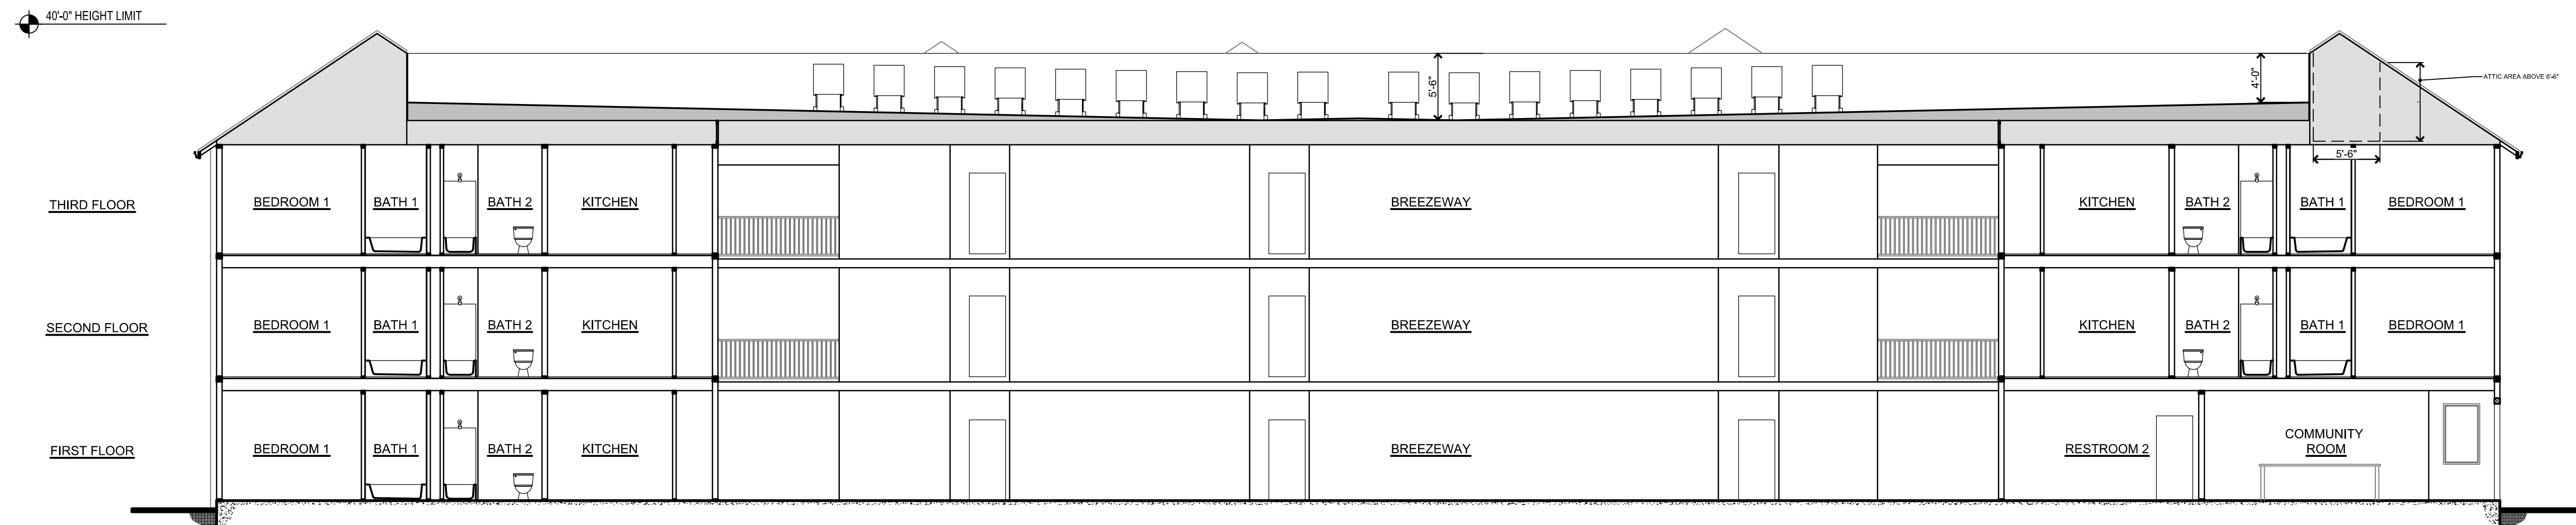 40'-0" HEIGHT LIMIT
5'-6"
4'-0"
ATTIC AREA ABOVE 6'-6"
5'-6"
THIRD FLOOR
BEDROOM 1
BATH 1
BATH 2
KITCHEN
BREEZEWAY
KITCHEN
BATH 2
BATH 1
BEDROOM 1
SECOND FLOOR
BEDROOM 1
BATH 1
BATH 2
KITCHEN
BREEZEWAY
KITCHEN
BATH 2
BATH 1
BEDROOM 1
FIRST FLOOR
BEDROOM 1
BATH 1
BATH 2
KITCHEN
BREEZEWAY
RESTROOM 2
COMMUNITY
ROOM